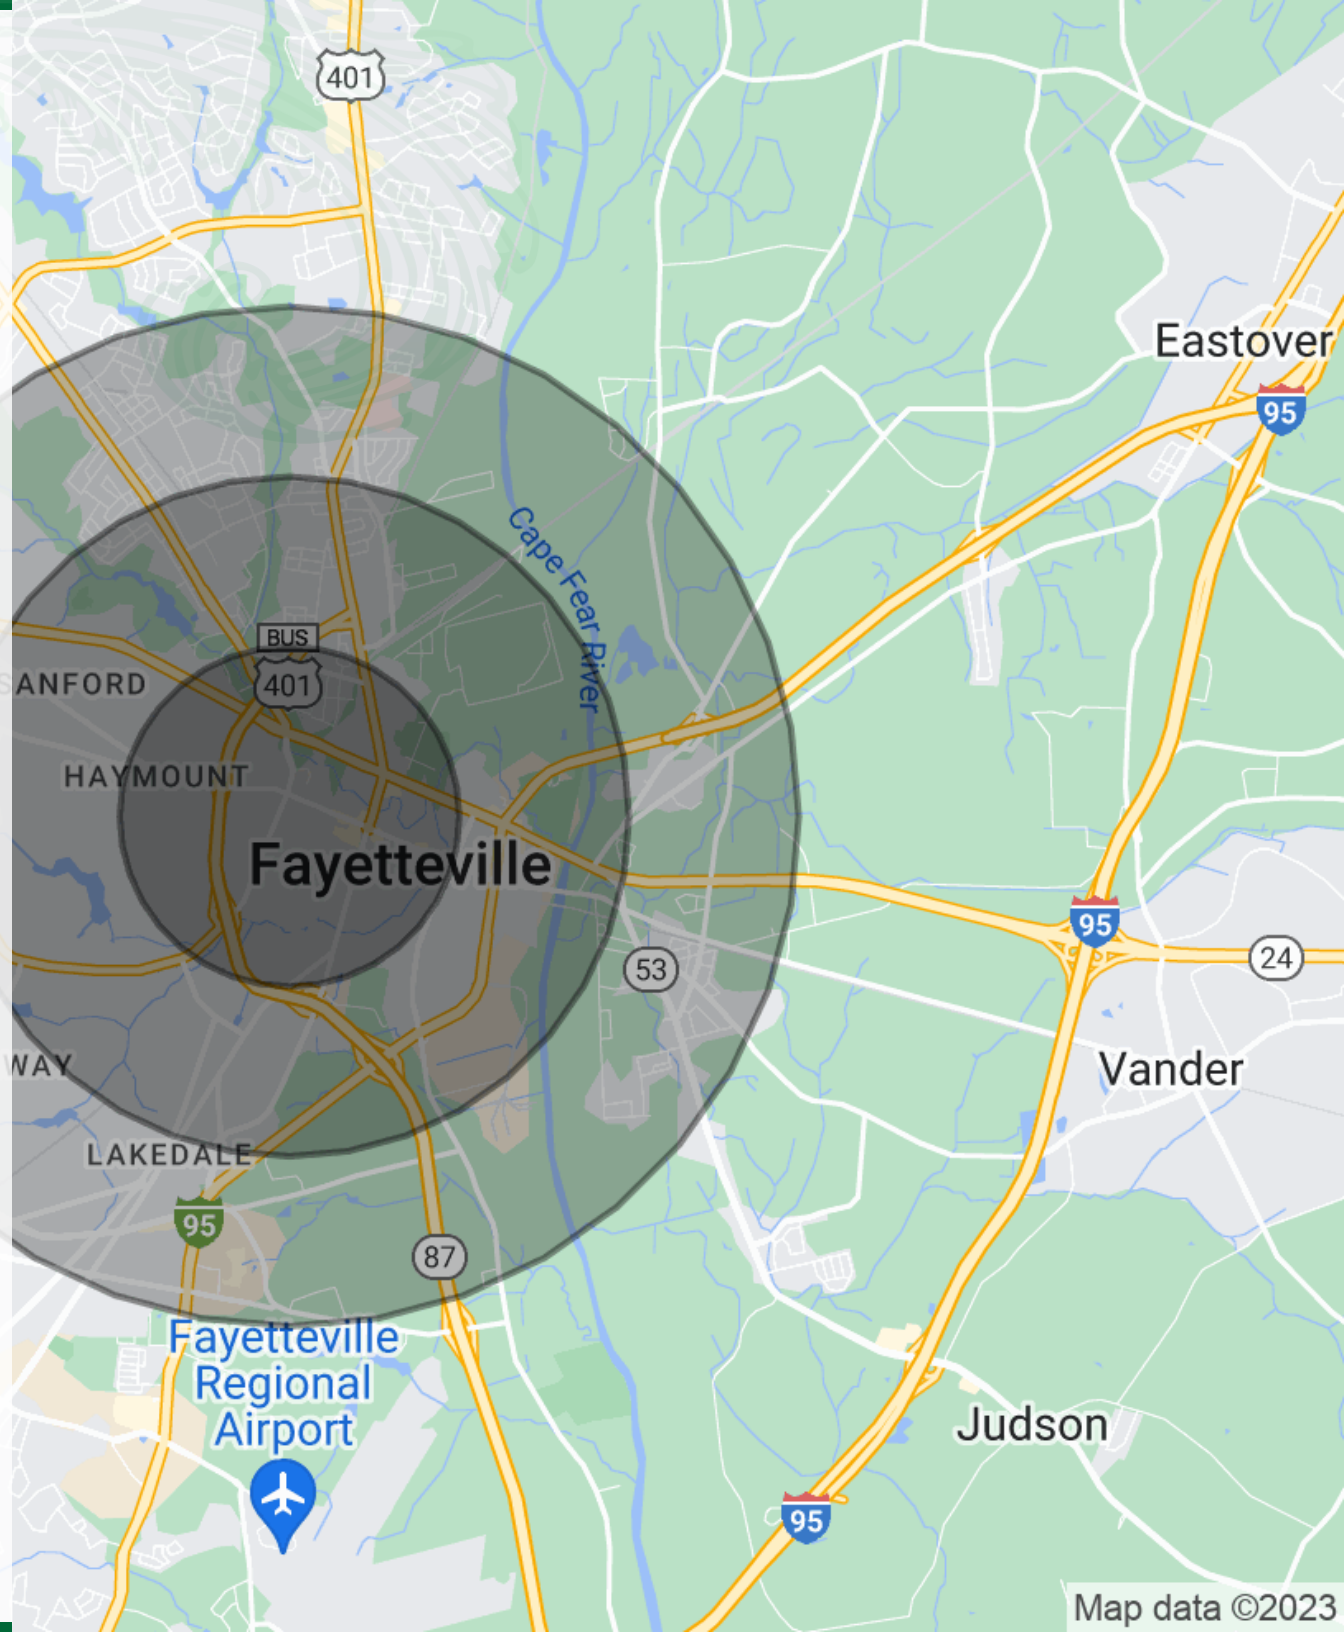 401
Eastover
95
Cape Fear River
BUS
401
ANFORD
HAYMOUNT
Fayetteville
95
53
24
WAY
Vander
LAKEDALE
95
87
Fayetteville
Regional
Airport
Judson
95
Map data ©2023